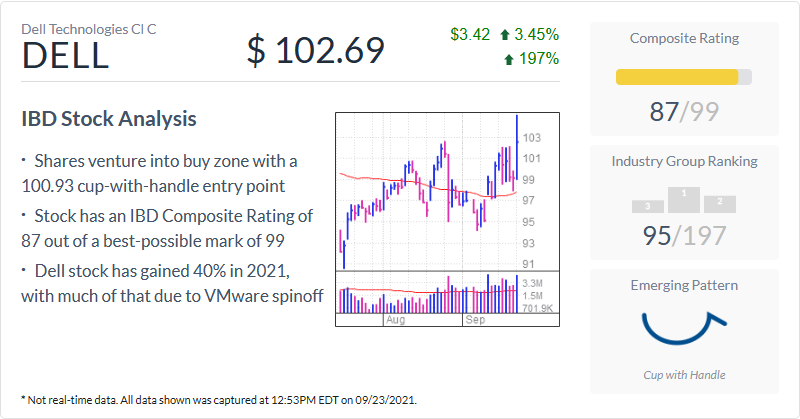 Dell Technologies Cl C
DELL
$ 102.69
$3.42 3.45%
197%
IBD Stock Analysis
· Shares venture into buy zone with a
100.93 cup-with-handle entry point
· Stock has an IBD Composite Rating of
87 out of a best-possible mark of 99
· Dell stock has gained 40% in 2021,
with much of that due to VMware spinoff
103
101
99
97
95
93
91
3.3M
1.5M
701.9K
Aug Sep
Composite Rating
87/99
Industry Group Ranking
3 1 2
95/197
Emerging Pattern
Cup with Handle
* Not real-time data. All data shown was captured at 12:53PM EDT on 09/23/2021.